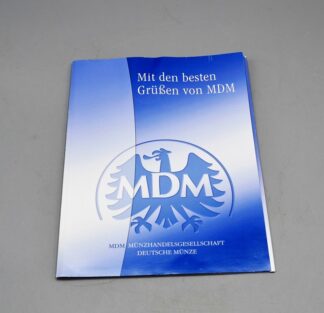 Mit den besten
Grüßen von MDM
MDM
MDM MÜNZHANDELSGESELLSCHAFT
DEUTSCHE MÜNZE